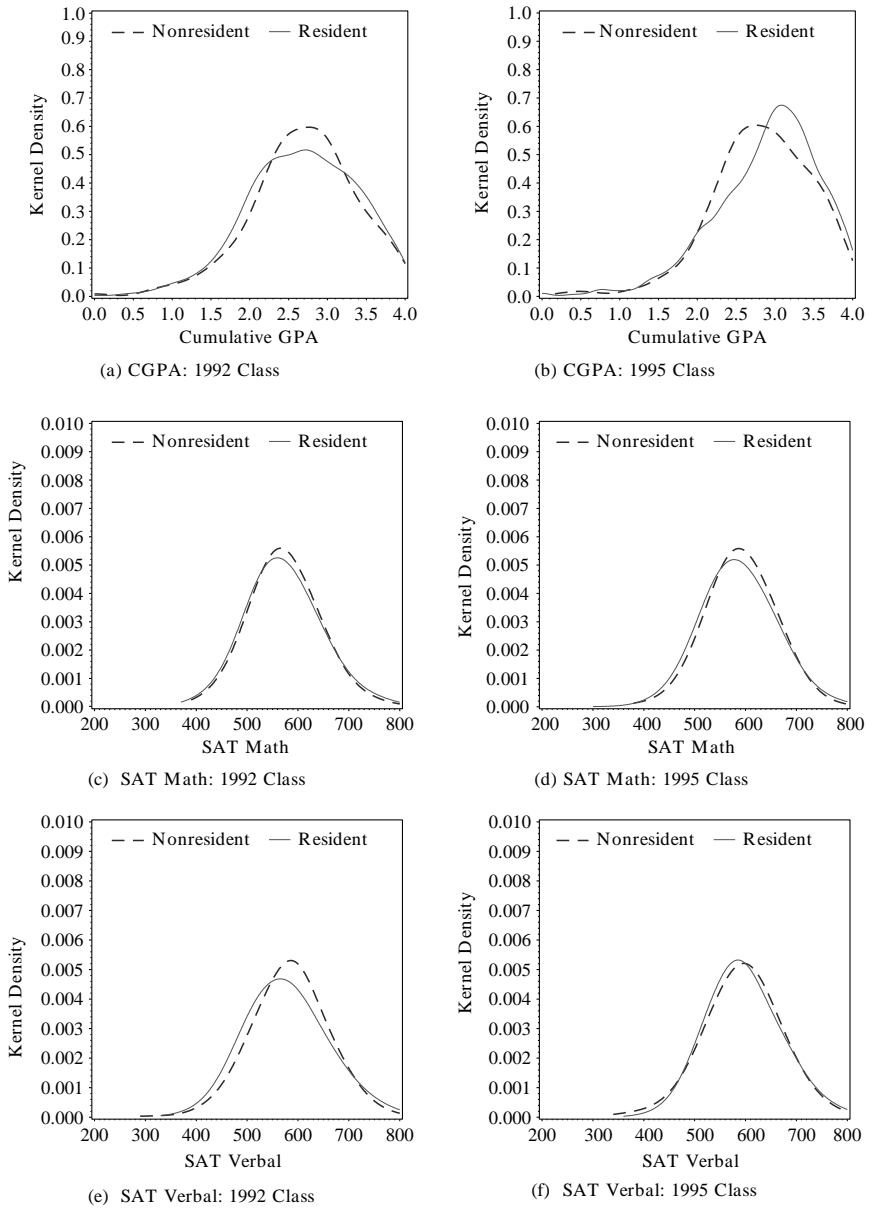 1.0
0.9
0.8
0.7
0.6
0.5
0.4
0.3
0.2
0.1
0.0
Kernel Density
Nonresident Resident
0.0 0.5 1.0 1.5 2.0 2.5 3.0 3.5 4.0
Cumulative GPA
(a) CGPA: 1992 Class
1.0
0.9
0.8
0.7
0.6
0.5
0.4
0.3
0.2
0.1
0.0
Kernel Density
Nonresident Resident
0.0 0.5 1.0 1.5 2.0 2.5 3.0 3.5 4.0
Cumulative GPA
(b) CGPA: 1995 Class
0.010
0.009
0.008
0.007
0.006
0.005
0.004
0.003
0.002
0.001
0.000
Kernel Density
Nonresident Resident
200 300 400 500 600 700 800
SAT Math
(c) SAT Math: 1992 Class
0.010
0.009
0.008
0.007
0.006
0.005
0.004
0.003
0.002
0.001
0.000
Kernel Density
Nonresident Resident
200 300 400 500 600 700 800
SAT Math
(d) SAT Math: 1995 Class
0.010
0.009
0.008
0.007
0.006
0.005
0.004
0.003
0.002
0.001
0.000
Kernel Density
Nonresident Resident
200 300 400 500 600 700 800
SAT Verbal
(e) SAT Verbal: 1992 Class
0.010
0.009
0.008
0.007
0.006
0.005
0.004
0.003
0.002
0.001
0.000
Kernel Density
Nonresident Resident
200 300 400 500 600 700 800
SAT Verbal
(f) SAT Verbal: 1995 Class